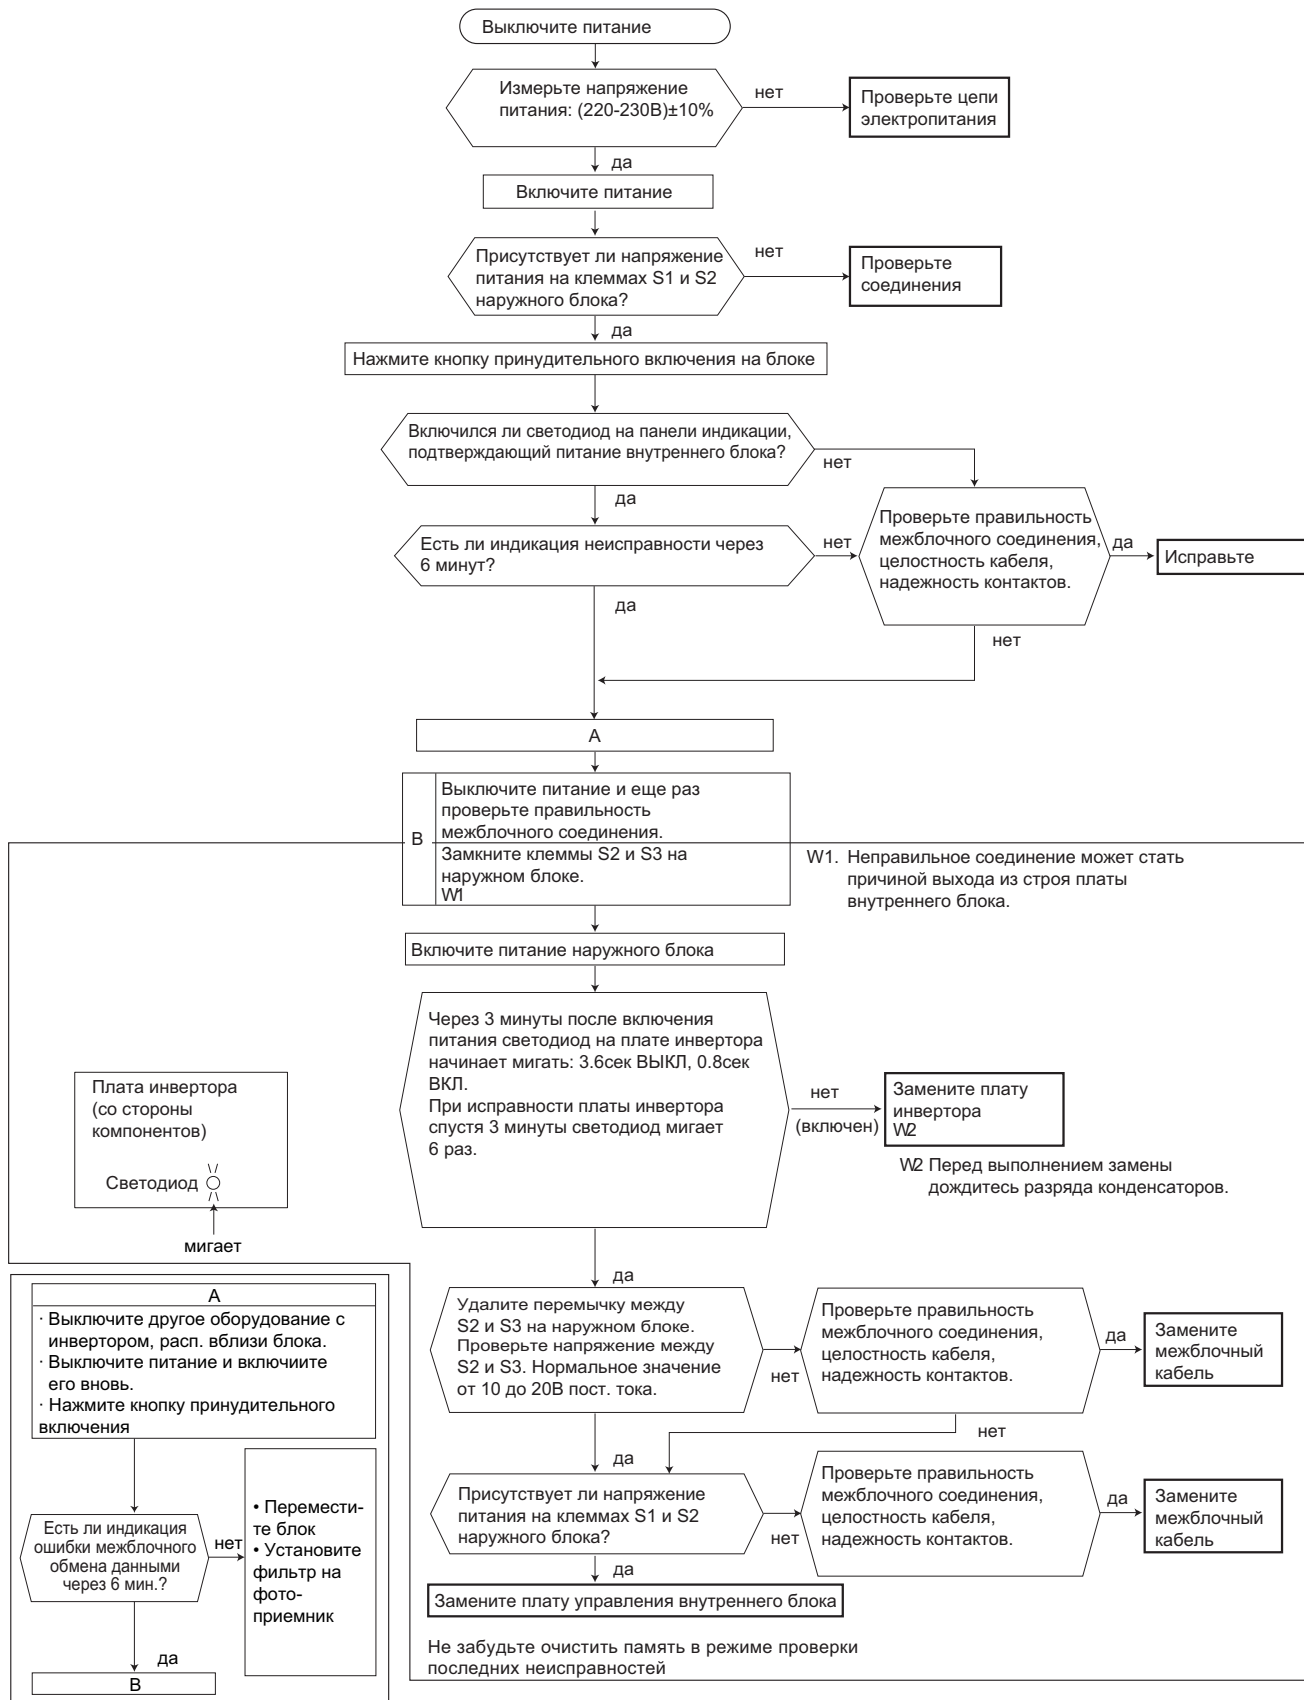 Выключите питание
Измерьте напряжение
питания: (220-230В)±10%
нет
Проверьте цепи
электропитания
да
Включите питание
Присутствует ли напряжение
питания на клеммах S1 и S2
наружного блока?
нет
Проверьте
соединения
да
Нажмите кнопку принудительного включения на блоке
Включился ли светодиод на панели индикации,
подтверждающий питание внутреннего блока?
нет
да
Есть ли индикация неисправности через
6 минут?
нет
Проверьте правильность
межблочного соединения,
целостность кабеля,
надежность контактов.
да
Исправьте
да
нет
A
B
Выключите питание и еще раз
проверьте правильность
межблочного соединения.
Замкните клеммы S2 и S3 на
наружном блоке.
W1
W1. Неправильное соединение может стать
причиной выхода из строя платы
внутреннего блока.
Включите питание наружного блока
Через 3 минуты после включения
питания светодиод на плате инвертора
начинает мигать: 3.6сек ВЫКЛ, 0.8сек
ВКЛ.
При исправности платы инвертора
спустя 3 минуты светодиод мигает
6 раз.
нет
(включен)
Замените плату
инвертора
W2
W2 Перед выполнением замены
дождитесь разряда конденсаторов.
Плата инвертора
(со стороны
компонентов)
Светодиод
мигает
да
Удалите перемычку между
S2 и S3 на наружном блоке.
Проверьте напряжение между
S2 и S3. Нормальное значение
от 10 до 20В пост. тока.
нет
Проверьте правильность
межблочного соединения,
целостность кабеля,
надежность контактов.
да
Замените
межблочный
кабель
нет
да
Присутствует ли напряжение
питания на клеммах S1 и S2
наружного блока?
нет
Проверьте правильность
межблочного соединения,
целостность кабеля,
надежность контактов.
да
Замените
межблочный
кабель
да
Замените плату управления внутреннего блока
Не забудьте очистить память в режиме проверки
последних неисправностей
A
· Выключите другое оборудование с
инвертором, расп. вблизи блока.
· Выключите питание и включиите
его вновь.
· Нажмите кнопку принудительного
включения
Есть ли индикация
ошибки межблочного
обмена данными
через 6 мин.?
нет
• Перемести-
те блок
• Установите
фильтр на
фото-
приемник
да
B